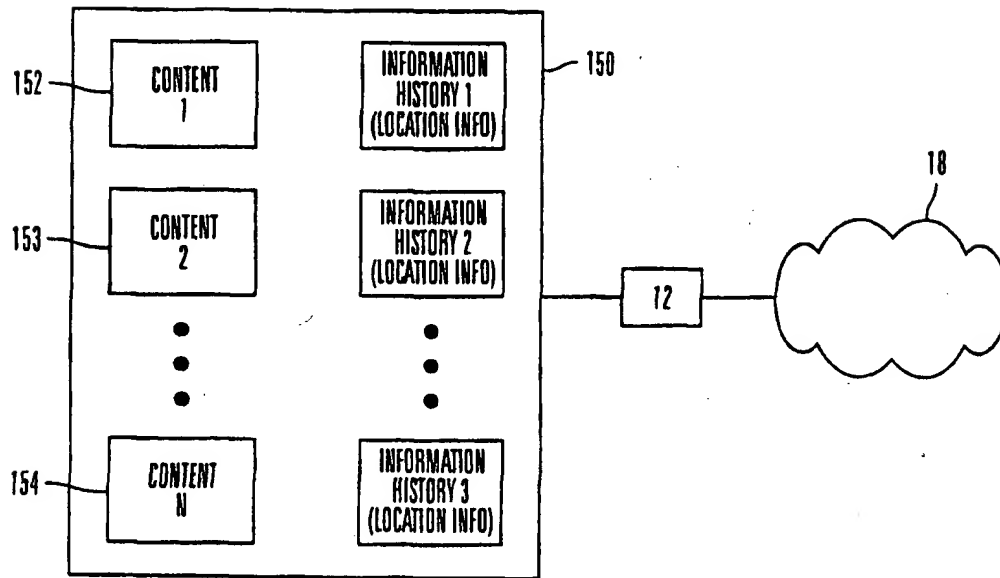 152
CONTENT
1
INFORMATION
HISTORY 1
(LOCATION INFO)
150
153
CONTENT
2
INFORMATION
HISTORY 2
(LOCATION INFO)
12
18
154
CONTENT
N
INFORMATION
HISTORY 3
(LOCATION INFO)